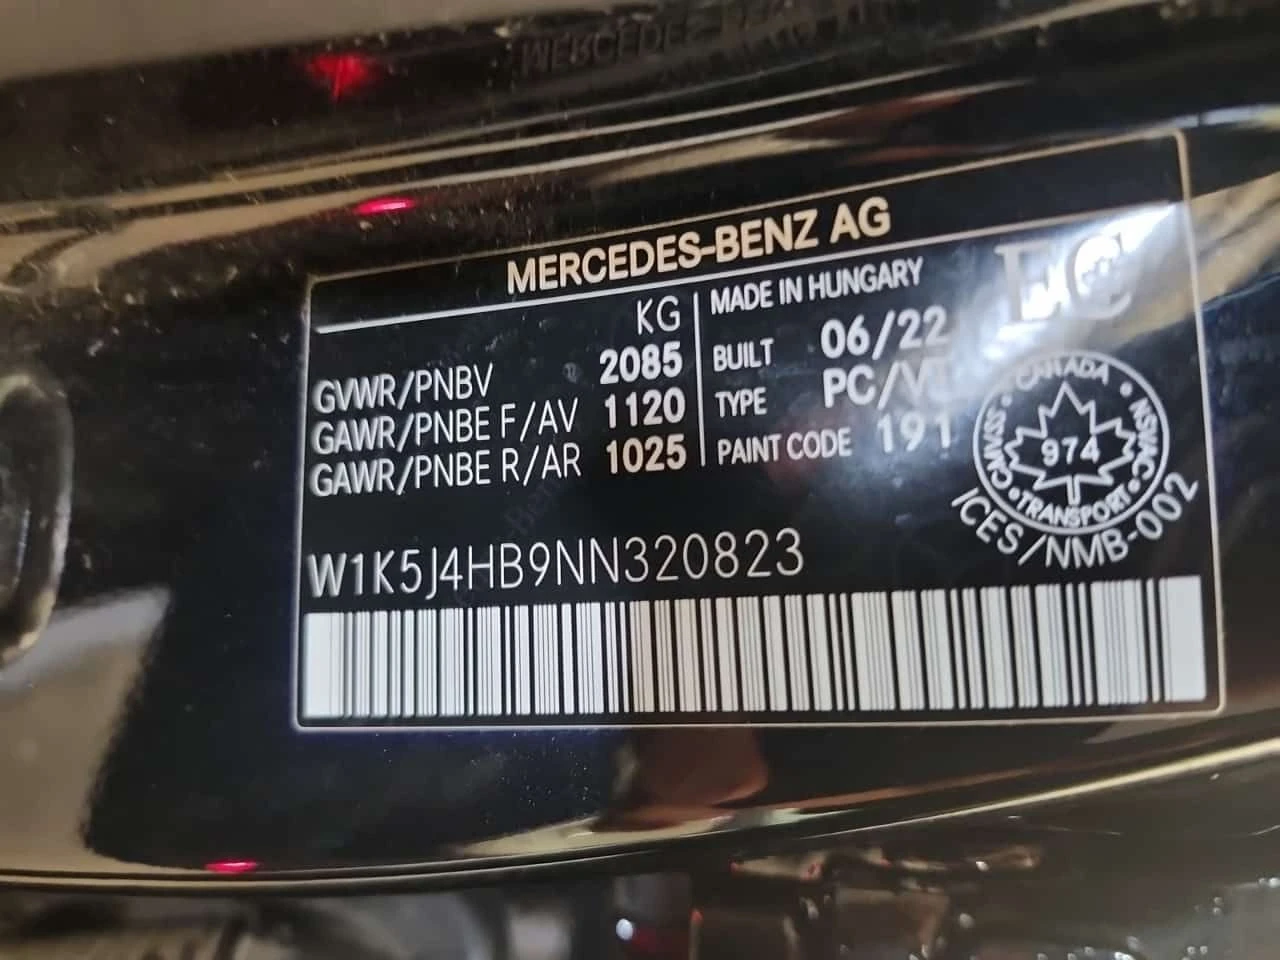 MERCEDES-BENZ AG
KG
GVWR/PNBV 2085
GAWR/PNBE F/AV 1120
GAWR/PNBE R/AR 1025
MADE IN HUNGARY
BUILT 06/22
TYPE
PAINT CODE 191
EC
CANADA
974
TRANSPORT
ICES/NMB-002
W1K5J4HB9NN320823